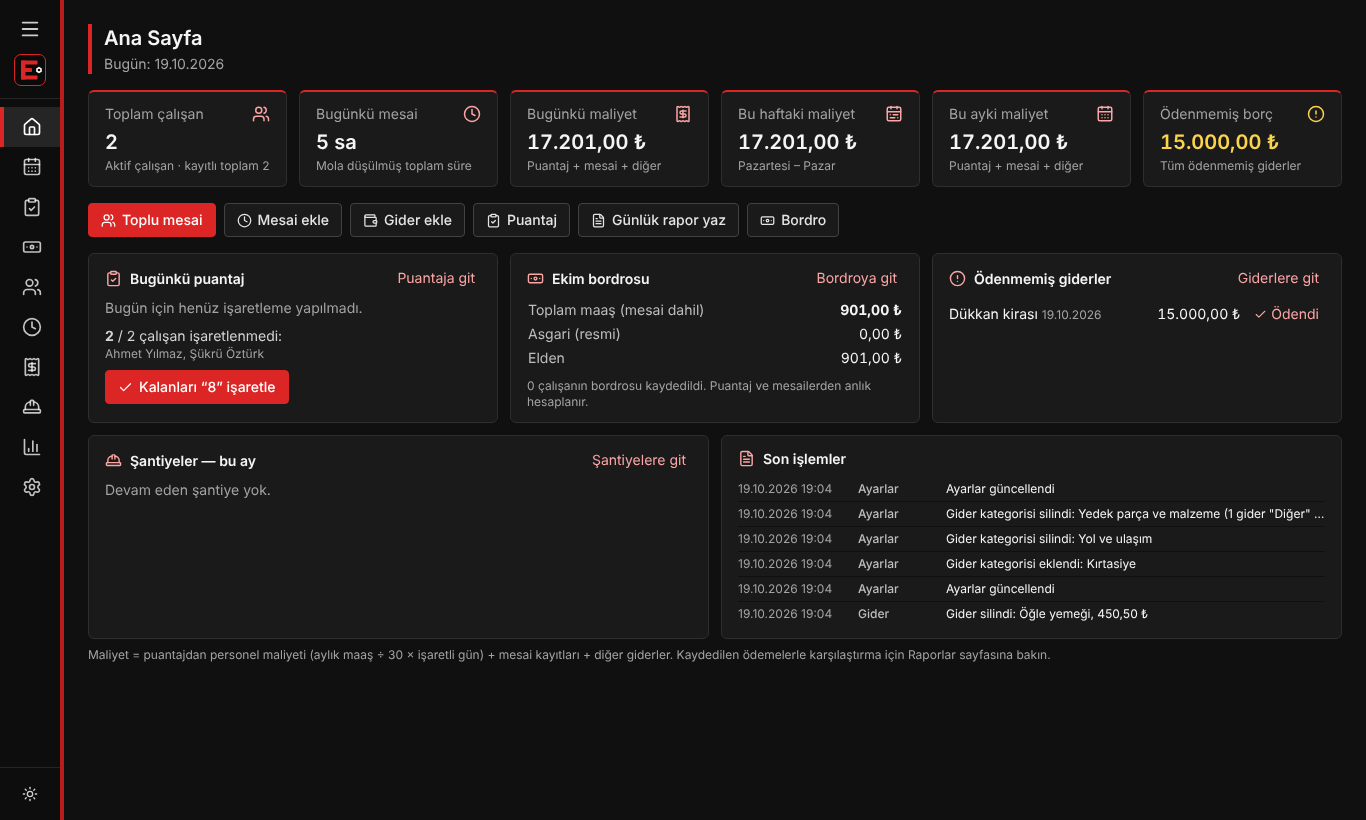 Ana Sayfa
Bugün: 19.10.2026
Toplam çalışan
2
Aktif çalışan · kayıtlı toplam 2
Bugünkü mesai
5 sa
Mola düşülmüş toplam süre
Bugünkü maliyet
17.201,00 ₺
Puantaj + mesai + diğer
Bu haftaki maliyet
17.201,00 ₺
Pazartesi – Pazar
Bu ayki maliyet
17.201,00 ₺
Puantaj + mesai + diğer
Ödenmemiş borç
15.000,00 ₺
Tüm ödenmemiş giderler
Toplu mesai
Mesai ekle
Gider ekle
Puantaj
Günlük rapor yaz
Bordro
Bugünkü puantaj
Puantaja git
Bugün için henüz işaretleme yapılmadı.
2 / 2 çalışan işaretlenmedi:
Ahmet Yılmaz, Şükrü Öztürk
Kalanları “8” işaretle
Ekim bordrosu
Bordroya git
Toplam maaş (mesai dahil) 901,00 ₺
Asgari (resmi) 0,00 ₺
Elden 901,00 ₺
0 çalışanın bordrosu kaydedildi. Puantaj ve mesailerden anlık
hesaplanır.
Ödenmemiş giderler
Giderlere git
Dükkan kirası 19.10.2026 15.000,00 ₺ Ödendi
Şantiyeler — bu ay
Şantiyelere git
Devam eden şantiye yok.
Son işlemler
19.10.2026 19:04 Ayarlar Ayarlar güncellendi
19.10.2026 19:04 Ayarlar Gider kategorisi silindi: Yedek parça ve malzeme (1 gider "Diğer" ...
19.10.2026 19:04 Ayarlar Gider kategorisi silindi: Yol ve ulaşım
19.10.2026 19:04 Ayarlar Gider kategorisi eklendi: Kırtasiye
19.10.2026 19:04 Ayarlar Ayarlar güncellendi
19.10.2026 19:04 Gider Gider silindi: Öğle yemeği, 450,50 ₺
Maliyet = puantajdan personel maliyeti (aylık maaş ÷ 30 × işaretli gün) + mesai kayıtları + diğer giderler. Kaydedilen ödemelerle karşılaştırma için Raporlar sayfasına bakın.